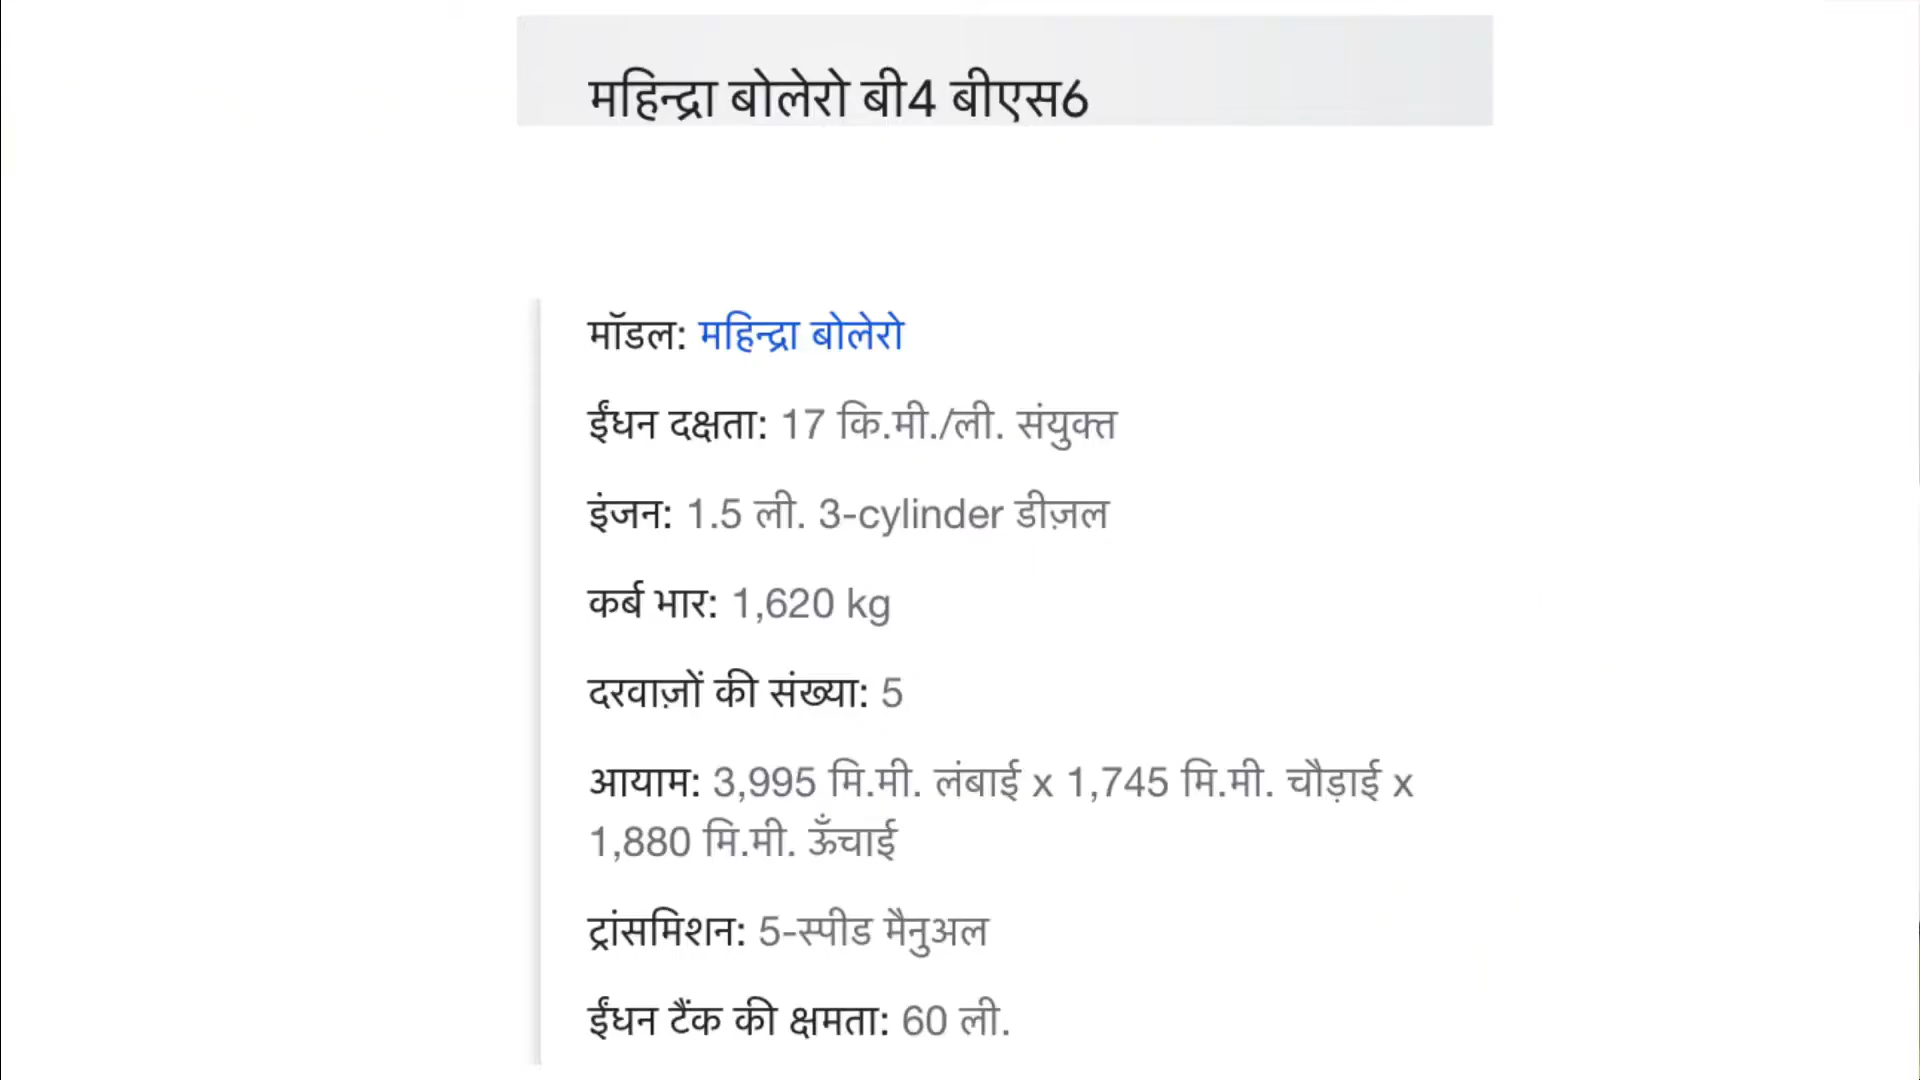 महिन्द्रा बोलेरो बी4 बीएस6
मॉडल: महिन्द्रा बोलेरो
ईंधन दक्षता: 17 कि.मी./ली. संयुक्त
इंजन: 1.5 ली. 3-cylinder डीज़ल
कर्ब भार: 1,620 kg
दरवाज़ों की संख्या: 5
आयाम: 3,995 मि.मी. लंबाई x 1,745 मि.मी. चौड़ाई x
1,880 मि.मी. ऊँचाई
ट्रांसमिशन: 5-स्पीड मैनुअल
ईंधन टैंक की क्षमता: 60 ली.